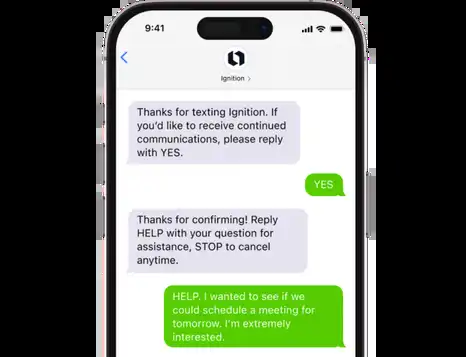 9:41
Ignition
Thanks for texting Ignition. If
you'd like to receive continued
communications, please reply
with YES.
YES
Thanks for confirming! Reply
HELP with your question for
assistance, STOP to cancel
anytime.
HELP. I wanted to see if we
could schedule a meeting for
tomorrow. I'm extremely
interested.